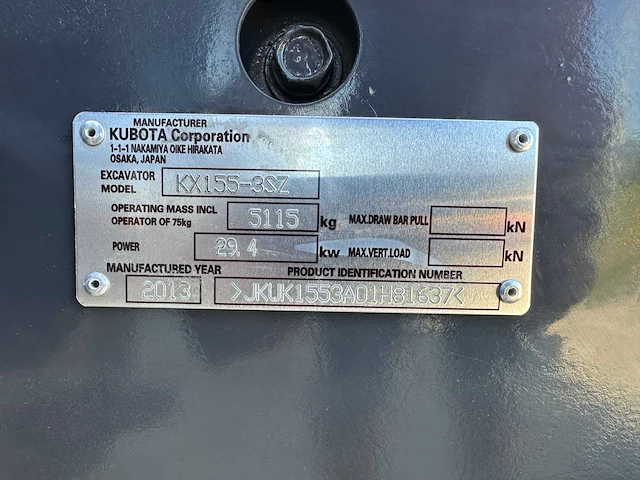 MANUFACTURER
KUBOTA Corporation
1-1-1 NAKAMIYA OIKE HIRAKATA
OSAKA, JAPAN
EXCAVATOR MODEL KX155-3SZ
OPERATING MASS INCL OPERATOR OF 75kg 5115 kg MAX.DRAW BAR PULL kN
POWER 29,4 kw MAX.VERT.LOAD kN
MANUFACTURED YEAR PRODUCT IDENTIFICATION NUMBER
2013 >JKUK1553A01H81637<